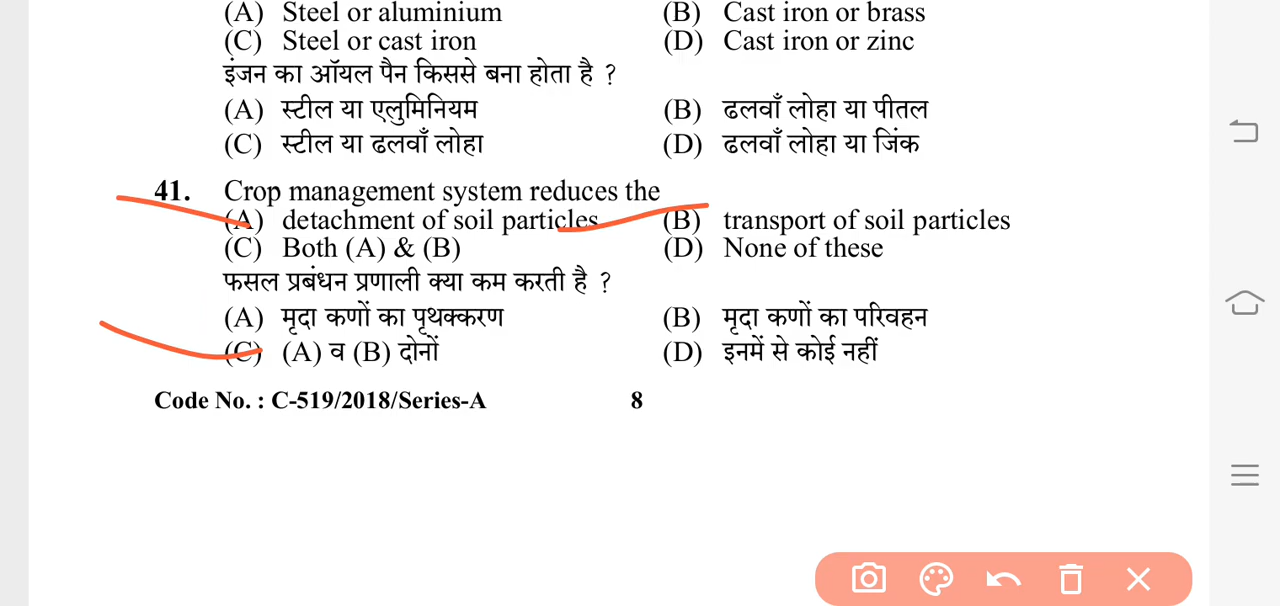 (A) Steel or aluminium (B) Cast iron or brass
(C) Steel or cast iron (D) Cast iron or zinc
इंजन का ऑयल पैन किससे बना होता है ?
(A) स्टील या एलुमिनियम (B) ढलवाँ लोहा या पीतल
(C) स्टील या ढलवाँ लोहा (D) ढलवाँ लोहा या जिंक
41. Crop management system reduces the
(A) detachment of soil particles (B) transport of soil particles
(C) Both (A) & (B) (D) None of these
फसल प्रबंधन प्रणाली क्या कम करती है ?
(A) मृदा कणों का पृथक्करण (B) मृदा कणों का परिवहन
(C) (A) व (B) दोनों (D) इनमें से कोई नहीं
Code No. : C-519/2018/Series-A 8